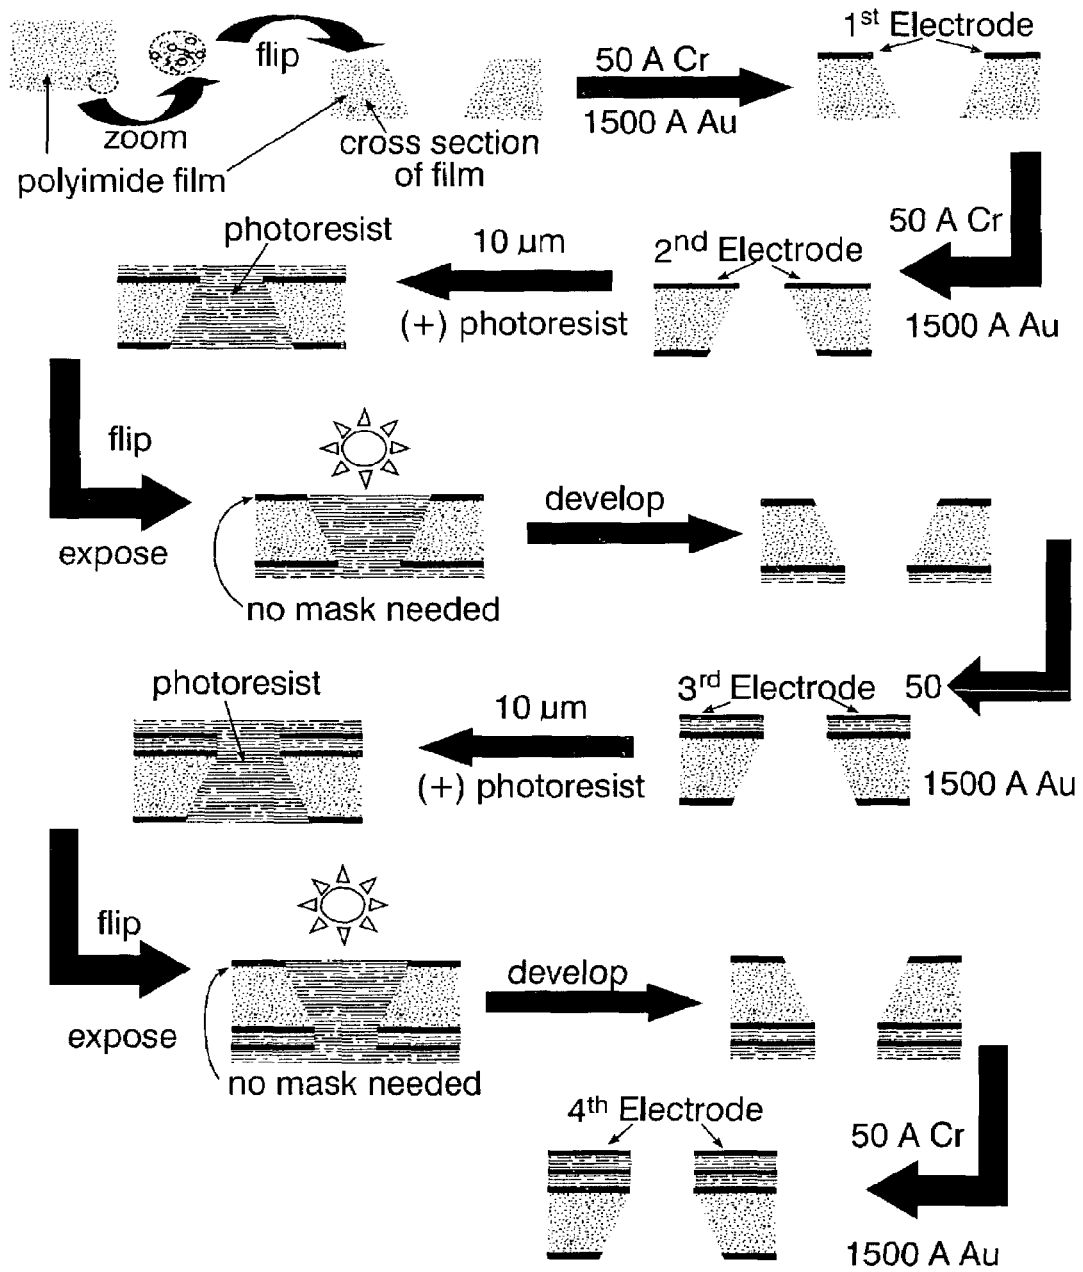 1st Electrode
flip
50 A Cr
1500 A Au
zoom
cross section
of film
polyimide film
photoresist
10 µm
(+) photoresist
2nd Electrode
50 A Cr
1500 A Au
flip
expose
no mask needed
develop
photoresist
10 µm
(+) photoresist
3rd Electrode
50
1500 A Au
flip
expose
no mask needed
develop
4th Electrode
50 A Cr
1500 A Au